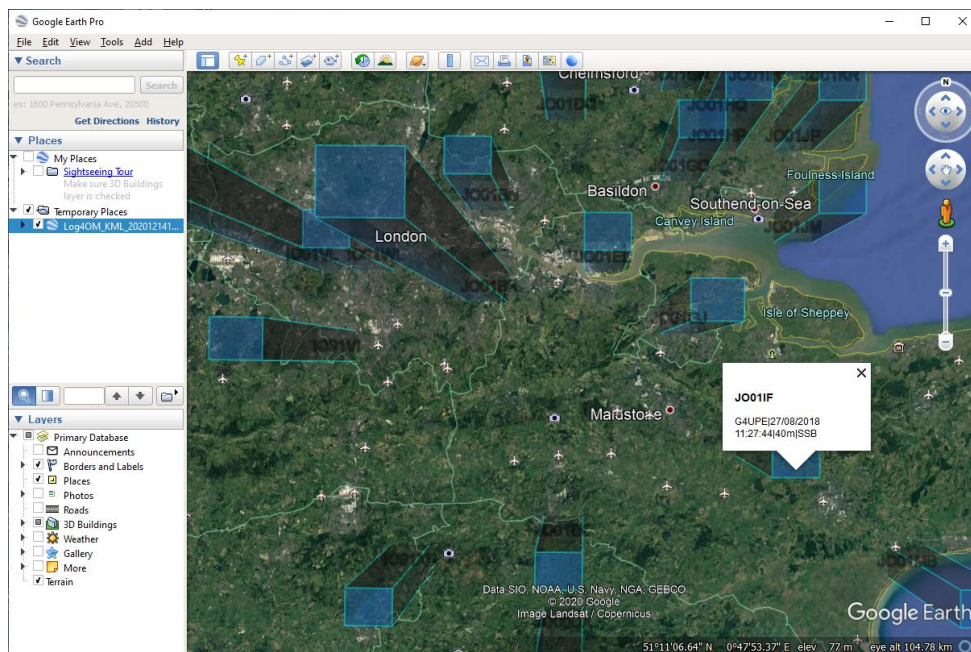 Google Earth Pro
File Edit View Tools Add Help
Search
Search
ex: 1600 Pennsylvania Ave, 20500
Get Directions History
Places
My Places
Sightseeing Tour
Make sure 3D Buildings
layer is checked
Temporary Places
Log4OM_KML_202012141...
Layers
Primary Database
Announcements
Borders and Labels
Places
Photos
Roads
3D Buildings
Weather
Gallery
More
Terrain
N
Chelmsford
JO01HQ
JO01HP
JO01JP
Foulness Island
Basildon
Southend-on-Sea
Canvey Island
JO01JM
London
JO01EL
Isle of Sheppey
Maidstone
JO01IF
G4UPE|27/08/2018
11:27:44|40m|SSB
Data SIO, NOAA, U.S. Navy, NGA, GEBCO
© 2020 Google
Image Landsat / Copernicus
Google Earth
51°11'06.64" N 0°47'53.37" E elev 77 m eye alt 104.78 km